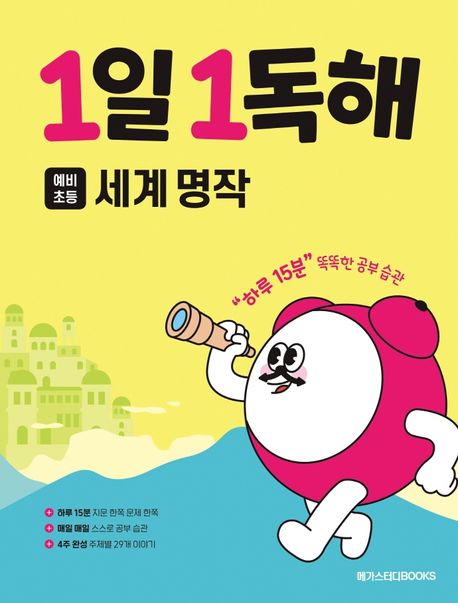 1일 1독해
예비
초등
세계 명작
"하루 15분" 똑똑한 공부 습관
하루 15분 지문 한쪽 문제 한쪽
매일 매일 스스로 공부 습관
4주 완성 주제별 29개 이야기
메가스터디BOOKS